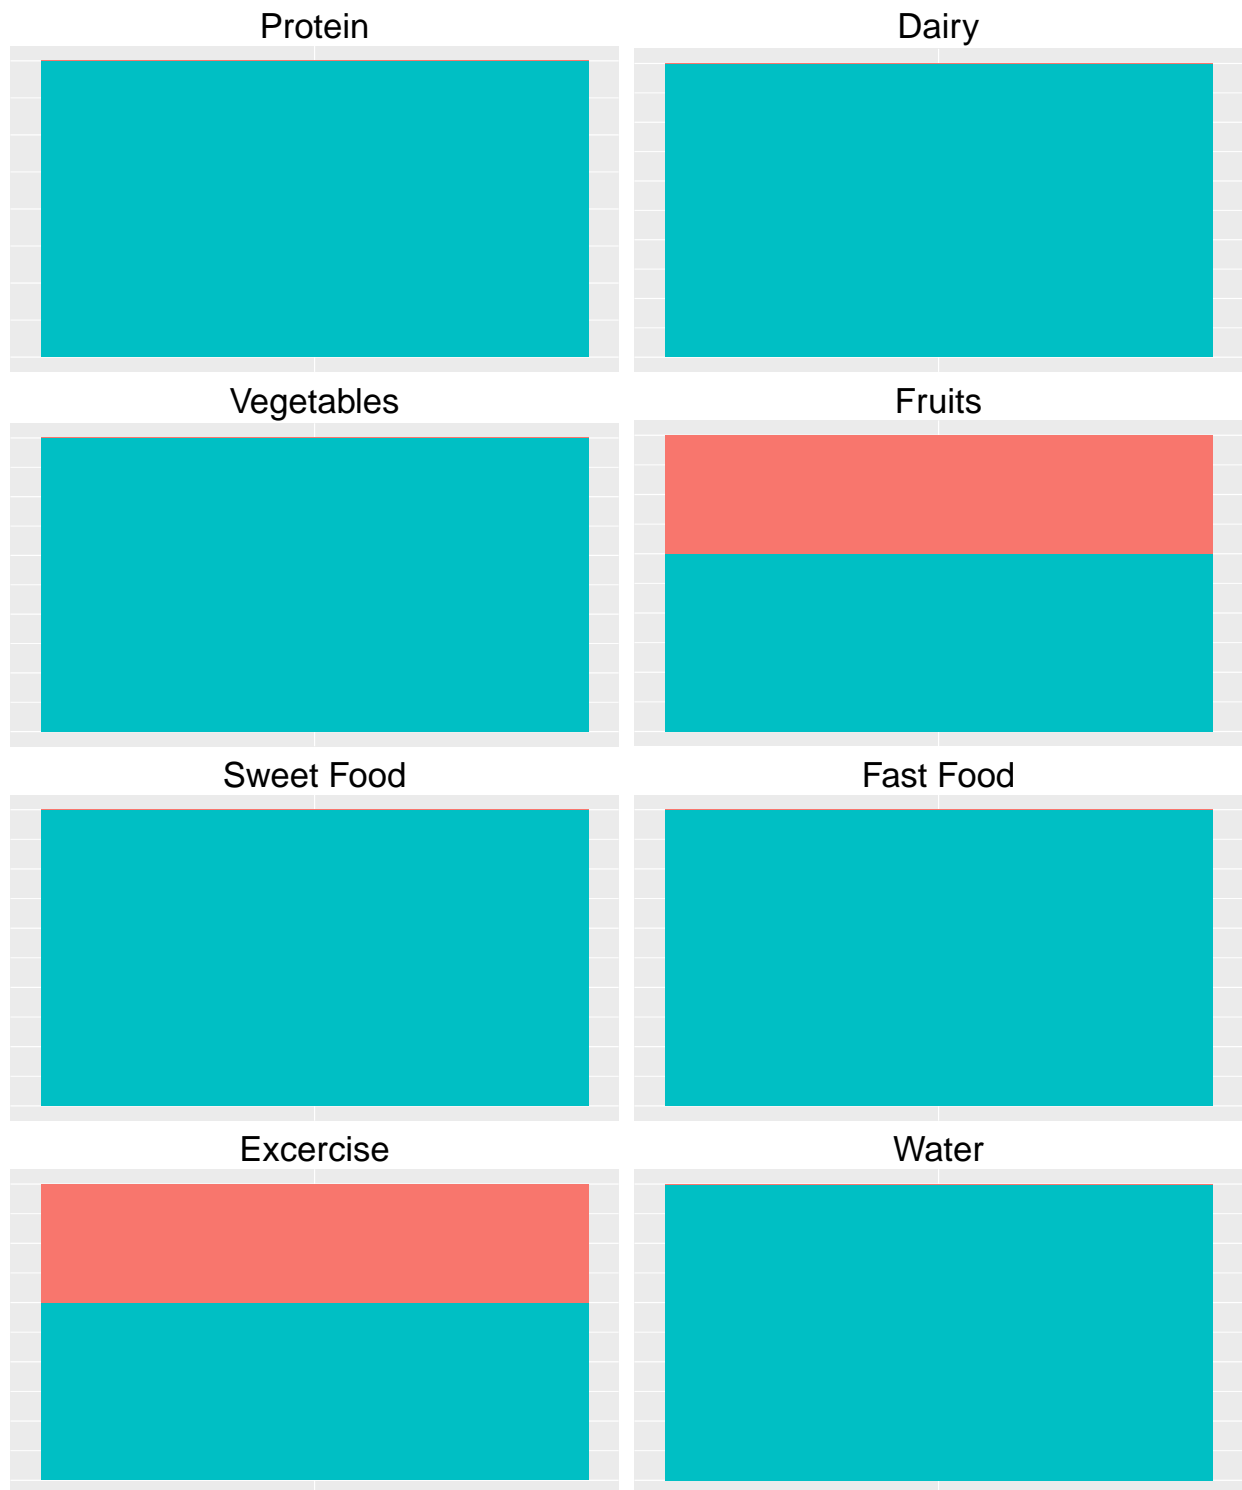 Protein
Dairy
Vegetables
Fruits
Sweet Food
Fast Food
Excercise
Water